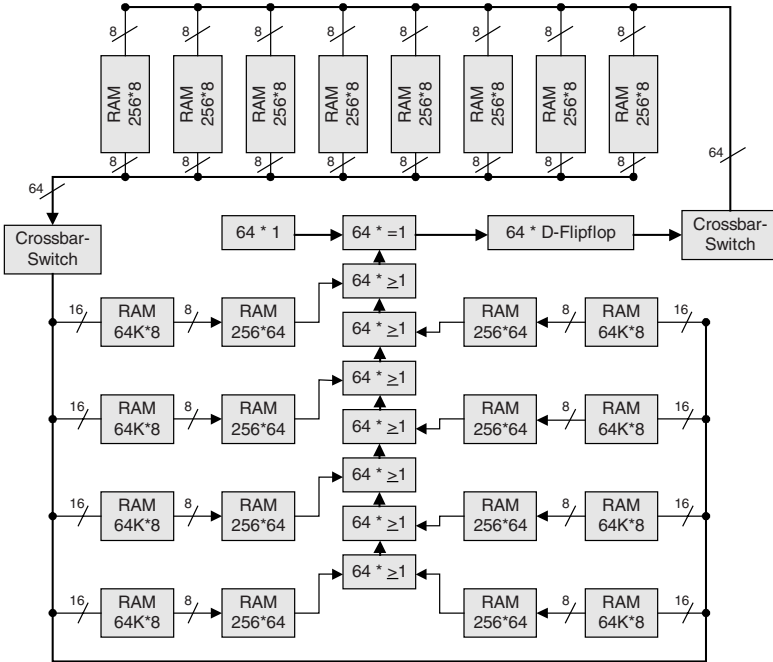 8 8 8 8 8 8 8 8
RAM 256*8 RAM 256*8 RAM 256*8 RAM 256*8 RAM 256*8 RAM 256*8 RAM 256*8 RAM 256*8
8 8 8 8 8 8 8 8
64
64
Crossbar-
Switch
64 * 1 64 * =1 64 * D-Flipflop
Crossbar-
Switch
64 * ≥1
16 RAM 8 RAM
64K*8 256*64
64 * ≥1
RAM 8 RAM 16
256*64 64K*8
64 * ≥1
16 RAM 8 RAM
64K*8 256*64
64 * ≥1
RAM 8 RAM 16
256*64 64K*8
64 * ≥1
16 RAM 8 RAM
64K*8 256*64
64 * ≥1
RAM 8 RAM 16
256*64 64K*8
64 * ≥1
16 RAM 8 RAM
64K*8 256*64
RAM 8 RAM 16
256*64 64K*8